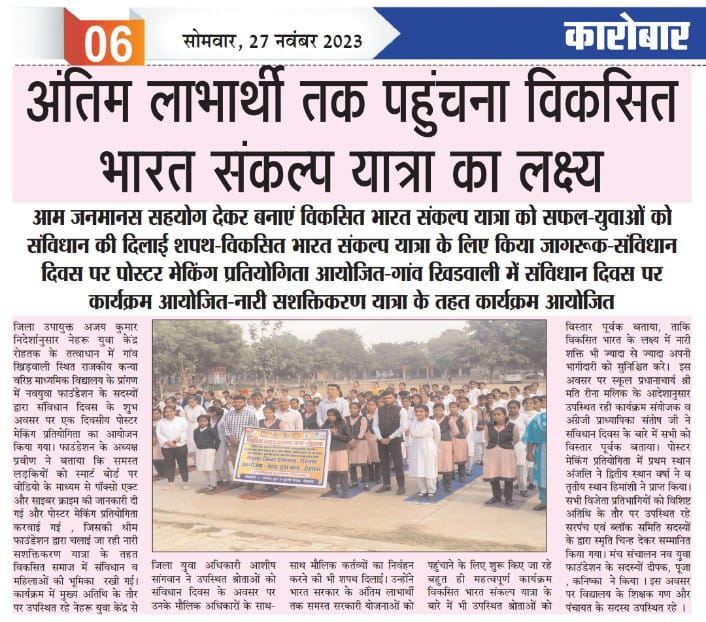 06
सोमवार, 27 नवंबर 2023
कारोबार
अंतिम लाभार्थी तक पहुंचना विकसित
भारत संकल्प यात्रा का लक्ष्य
आम जनमानस सहयोग देकर बनाएं विकसित भारत संकल्प यात्रा को सफल-युवाओं को
संविधान की दिलाई शपथ-विकसित भारत संकल्प यात्रा के लिए किया जागरूक-संविधान
दिवस पर पोस्टर मेकिंग प्रतियोगिता आयोजित-गांव खिडवाली में संविधान दिवस पर
कार्यक्रम आयोजित-नारी सशक्तिकरण यात्रा के तहत कार्यक्रम आयोजित
जिला उपायुक्त अजय कुमार
निदेर्शानुसार नेहरू युवा केंद्र
रोहतक के तत्वाधान में गांव
खिड़वाली स्थित राजकीय कन्या
वरिष्ठ माध्यमिक विद्यालय के प्रांगण
में नवयुवा फाउंडेशन के सदस्यों
द्वारा संविधान दिवस के शुभ
अवसर पर एक दिवसीय पोस्टर
मेकिंग प्रतियोगिता का आयोजन
किया गया। फाउंडेशन के अध्यक्ष
प्रवीण ने बताया कि समस्त
लड़कियों को स्मार्ट बोर्ड पर
वीडियो के माध्यम से पॉक्सो एक्ट
और साइबर क्राइम की जानकारी दी
गई और पोस्टर मेकिंग प्रतियोगिता
करवाई गई , जिसकी थीम
फाउंडेशन द्वारा चलाई जा रही नारी
सशक्तिकरण यात्रा के तहत
विकसित समाज में संविधान व
महिलाओं की भूमिका रखी गई।
कार्यक्रम में मुख्य अतिथि के तौर
पर उपस्थित रहे नेहरू युवा केंद्र से
जिला युवा अधिकारी आशीष
सांगवान ने उपस्थित श्रोताओं को
संविधान दिवस के अवसर पर
उनके मौलिक अधिकारों के साथ-
साथ मौलिक कर्तव्यों का निर्वहन
करने की भी शपथ दिलाई। उन्होंने
भारत सरकार के अंतिम लाभार्थी
तक समस्त सरकारी योजनाओं को
पहुंचाने के लिए शुरू किए जा रहे
बहुत ही महत्वपूर्ण कार्यक्रम
विकसित भारत संकल्प यात्रा के
बारे में भी उपस्थित श्रोताओं को
विस्तार पूर्वक बताया, ताकि
विकसित भारत के लक्ष्य में नारी
शक्ति भी ज्यादा से ज्यादा अपनी
भागीदारी को सुनिश्चित करे। इस
अवसर पर स्कूल प्रधानाचार्य श्री
मति रीना मलिक के आदेशानुसार
उपस्थित रही कार्यक्रम संयोजक व
अंग्रेजी प्राध्यापिका संतोष जी ने
संविधान दिवस के बारे में सभी को
विस्तार पूर्वक बताया। पोस्टर
मेकिंग प्रतियोगिता में प्रथम स्थान
अंजलि ने द्वितीय स्थान वर्षा ने व
तृतीय स्थान हिमांशी ने प्राप्त किया।
सभी विजेता प्रतिभागियों को विशिष्ट
अतिथि के तौर पर उपस्थित रहे
सरपंच एवं ब्लॉक समिति सदस्यों
के द्वारा स्मृति चिन्ह देकर सम्मानित
किया गया। मंच संचालन नव युवा
फाउंडेशन के सदस्यों दीपक, पूजा
, कनिष्का ने किया । इस अवसर
पर विद्यालय के शिक्षक गण और
पंचायत के सदस्य उपस्थित रहे ।